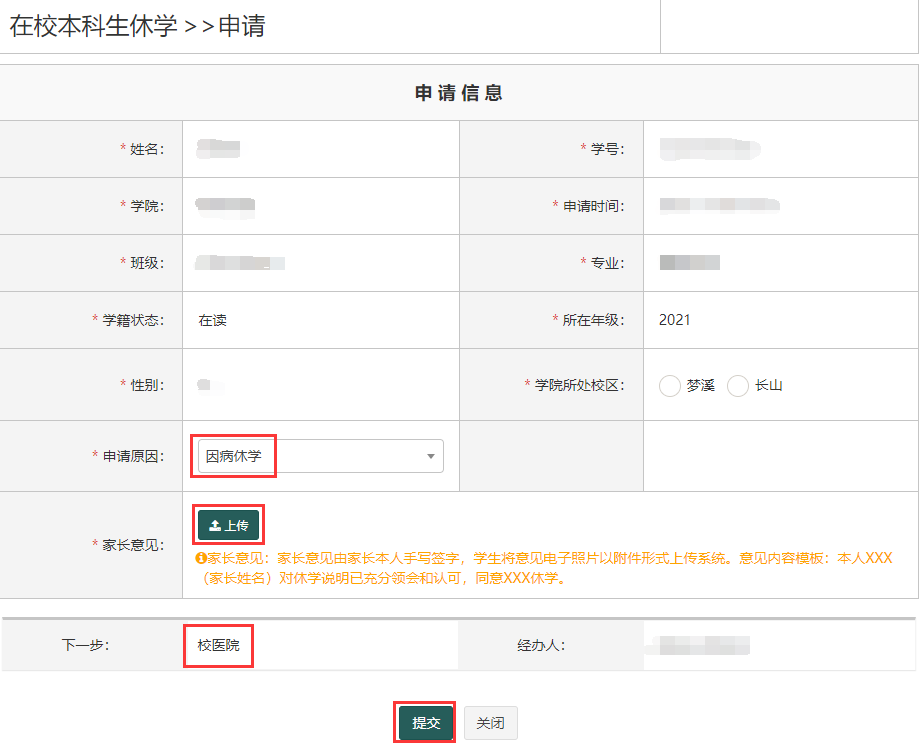 在校本科生休学 >>申请
申请信息
* 姓名：
* 学号：
* 学院：
* 申请时间：
* 班级：
* 专业：
* 学籍状态： 在读
* 所在年级： 2021
* 性别：
* 学院所处校区： 梦溪 长山
* 申请原因： 因病休学
* 家长意见： 上传
家长意见：家长意见由家长本人手写签字，学生将意见电子照片以附件形式上传系统。意见内容模板：本人XXX
（家长姓名）对休学说明已充分领会和认可，同意XXX休学。
下一步： 校医院 经办人：
提交 关闭